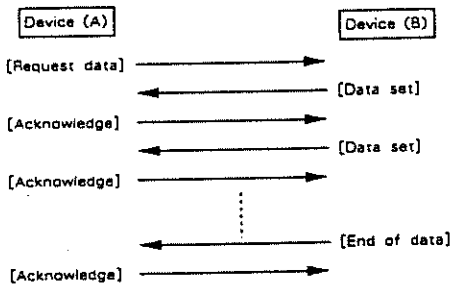 Device (A) Device (B)
[Request data]
[Data set]
[Acknowledge]
[Data set]
[Acknowledge]
[End of data]
[Acknowledge]